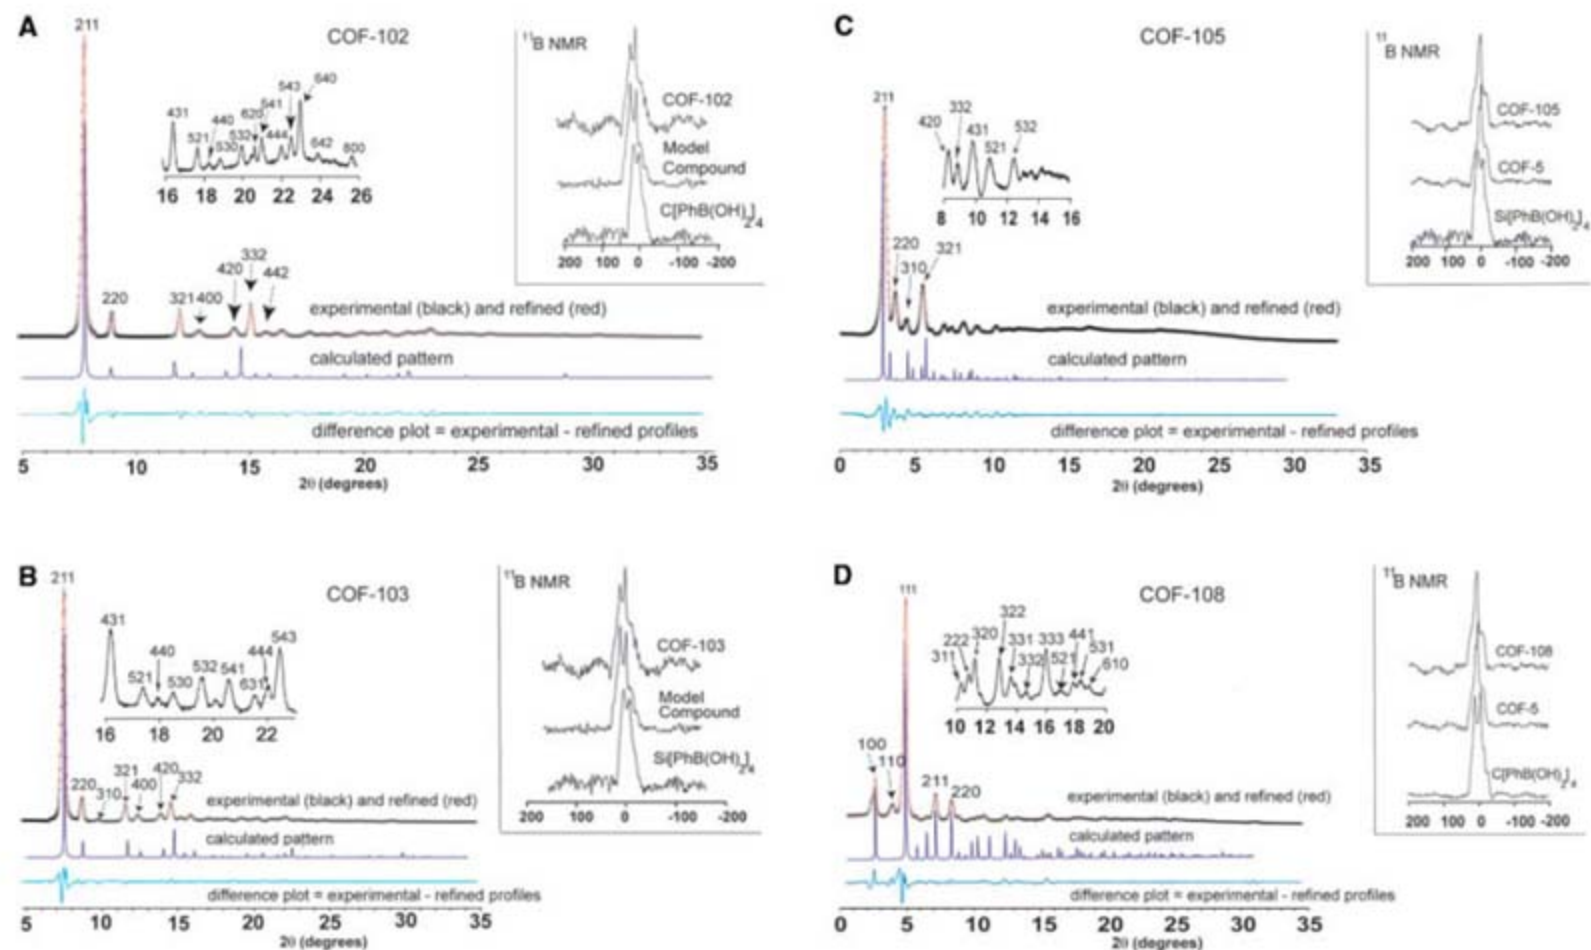 A
COF-102
211
431
521
440
530
532
620
541
444
543
640
642
800
16 18 20 22 24 26
220
321
400
420
332
442
experimental (black) and refined (red)
calculated pattern
difference plot = experimental - refined profiles
5 10 15 20 25 30 35
2θ (degrees)
11B NMR
COF-102
Model
Compound
C[PhB(OH)2]4
200 100 0 -100 -200
C
COF-105
211
420
332
431
521
532
8 10 12 14 16
220
310
321
experimental (black) and refined (red)
calculated pattern
difference plot = experimental - refined profiles
0 5 10 15 20 25 30 35
2θ (degrees)
11
B NMR
COF-105
COF-5
Si[PhB(OH)2]4
200 100 0 -100 -200
B
COF-103
211
431
521
440
530
532
541
631
444
543
16 18 20 22
220
310
321
400
420
332
experimental (black) and refined (red)
calculated pattern
difference plot = experimental - refined profiles
5 10 15 20 25 30 35
2θ (degrees)
11B NMR
COF-103
Model
Compound
Si[PhB(OH)2]4
200 100 0 -100 -200
D
COF-108
111
311
222
320
322
331
332
333
521
441
531
610
10 12 14 16 18 20
100
110
211
220
experimental (black) and refined (red)
calculated pattern
difference plot = experimental - refined profiles
0 5 10 15 20 25 30 35
2θ (degrees)
11B NMR
COF-108
COF-5
C[PhB(OH)2]4
200 100 0 -100 -200